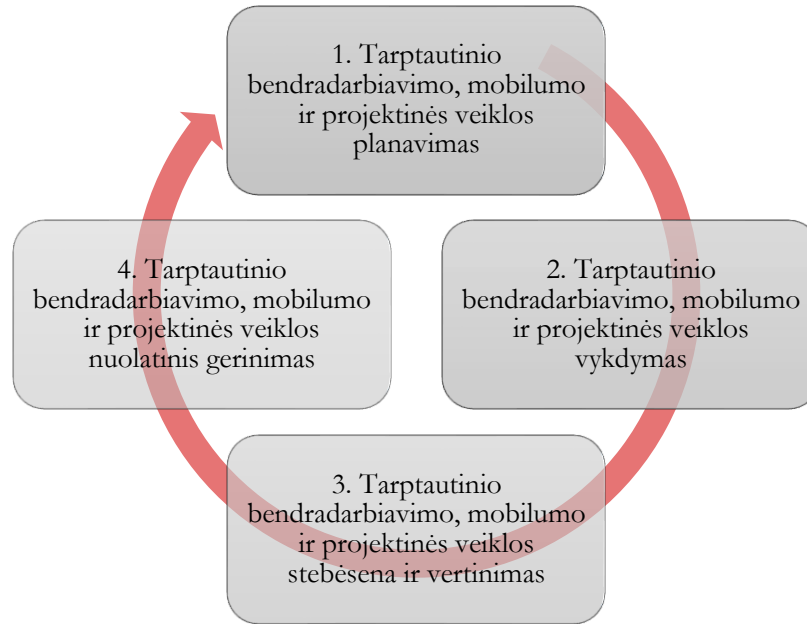 1. Tarptautinio
bendradarbiavimo, mobilumo
ir projektinės veiklos
planavimas
2. Tarptautinio
bendradarbiavimo, mobilumo
ir projektinės veiklos
vykdymas
3. Tarptautinio
bendradarbiavimo, mobilumo
ir projektinės veiklos
stebėsena ir vertinimas
4. Tarptautinio
bendradarbiavimo, mobilumo
ir projektinės veiklos
nuolatinis gerinimas